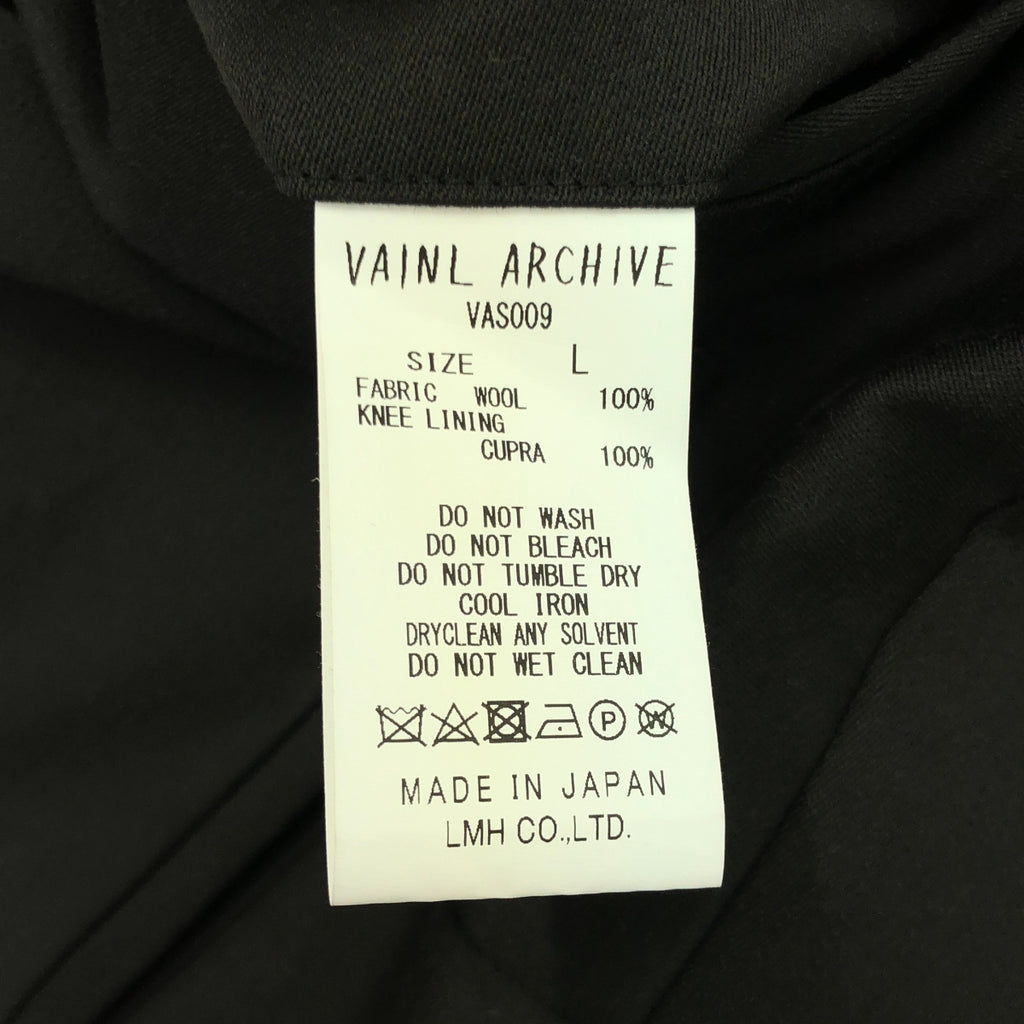 VAINL ARCHIVE
VAS009
SIZE L
FABRIC WOOL 100%
KNEE LINING
CUPRA 100%
DO NOT WASH
DO NOT BLEACH
DO NOT TUMBLE DRY
COOL IRON
DRYCLEAN ANY SOLVENT
DO NOT WET CLEAN
P W
MADE IN JAPAN
LMH CO.,LTD.